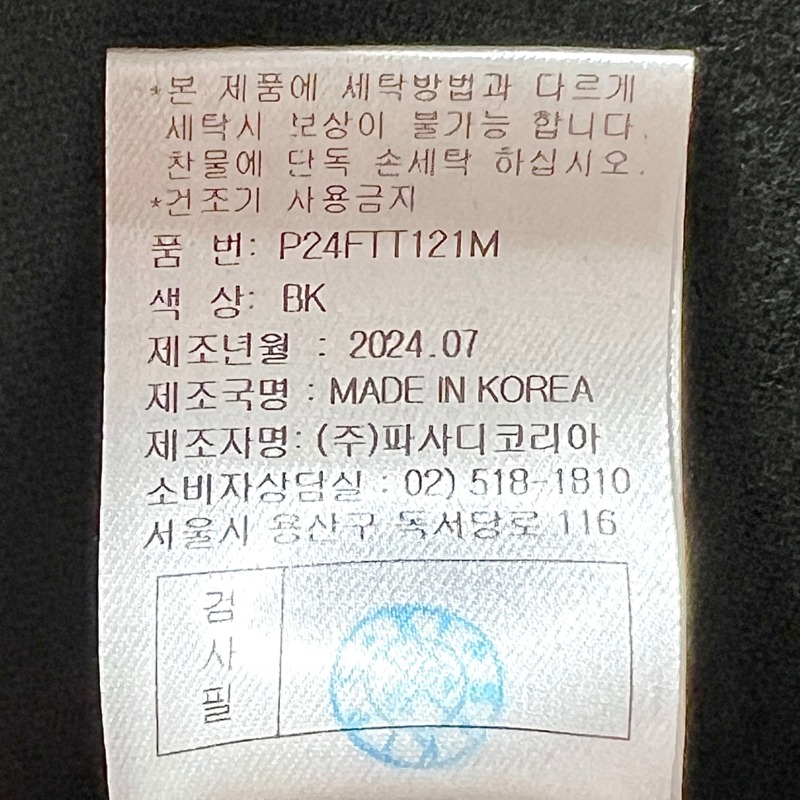 *본 제품에 세탁방법과 다르게
세탁시 보상이 불가능 합니다.
찬물에 단독 손세탁 하십시오.
*건조기 사용금지
품 번: P24FTT121M
색 상: BK
제조년월 : 2024.07
제조국명 : MADE IN KOREA
제조자명: (주)파사디코리아
소비자상담실 : 02) 518-1810
서울시 용산구 독서당로 116
검사필